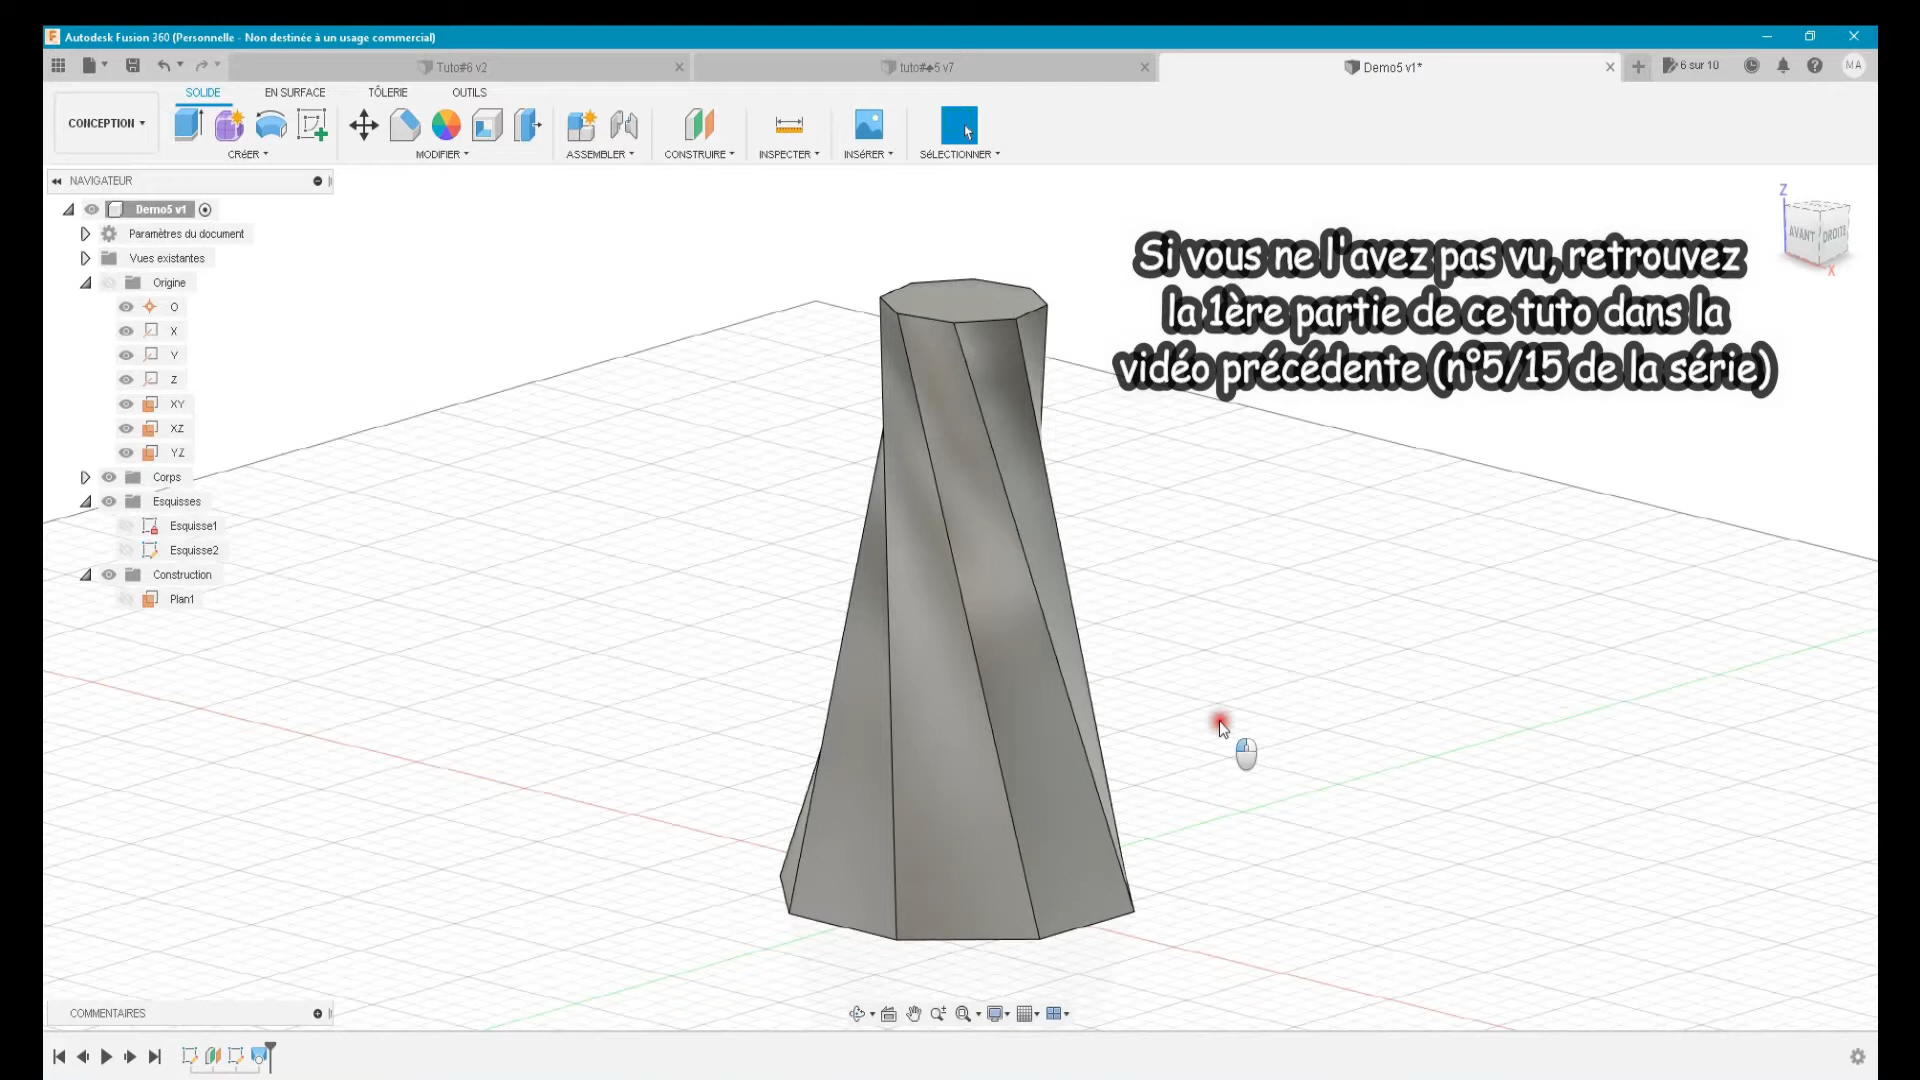 Autodesk Fusion 360 (Personnelle - Non destinée à un usage commercial)
Tuto#6 v2
tuto#♠5 v7
Demo5 v1*
6 sur 10
MA
SOLIDE
EN SURFACE
TÔLERIE
OUTILS
CONCEPTION
CRÉER
MODIFIER
ASSEMBLER
CONSTRUIRE
INSPECTER
INSÉRER
SÉLECTIONNER
NAVIGATEUR
Demo5 v1
Paramètres du document
Vues existantes
Origine
O
X
Y
Z
XY
XZ
YZ
Corps
Esquisses
Esquisse1
Esquisse2
Construction
Plan1
Si vous ne l'avez pas vu, retrouvez
la 1ère partie de ce tuto dans la
vidéo précédente (n°5/15 de la série)
Z
AVANT
DROITE
X
COMMENTAIRES